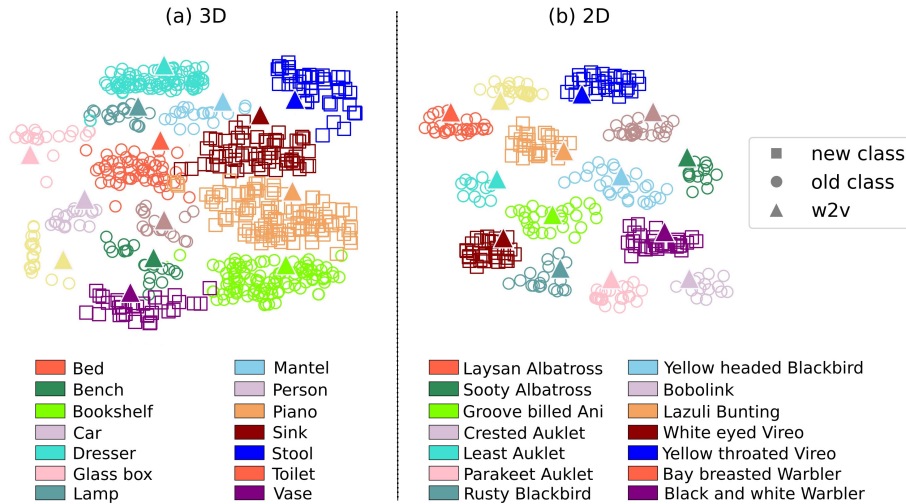 (a) 3D
(b) 2D
new class
old class
w2v
Bed
Bench
Bookshelf
Car
Dresser
Glass box
Lamp
Mantel
Person
Piano
Sink
Stool
Toilet
Vase
Laysan Albatross
Sooty Albatross
Groove billed Ani
Crested Auklet
Least Auklet
Parakeet Auklet
Rusty Blackbird
Yellow headed Blackbird
Bobolink
Lazuli Bunting
White eyed Vireo
Yellow throated Vireo
Bay breasted Warbler
Black and white Warbler